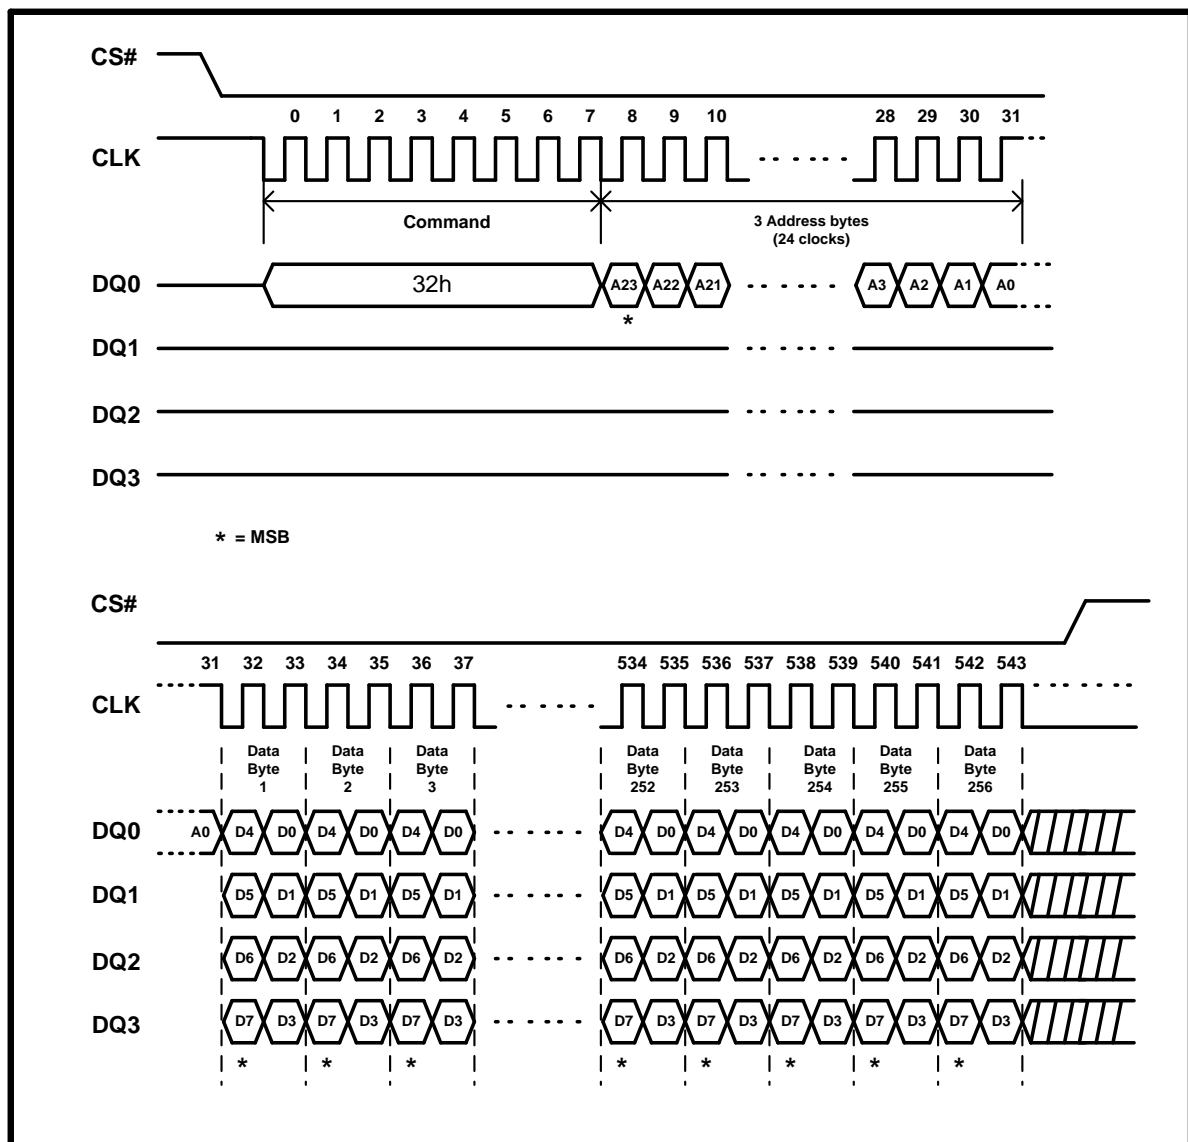 CS#
0 1 2 3 4 5 6 7 8 9 10 28 29 30 31
CLK
Command
3 Address bytes
(24 clocks)
DQ0 32h A23 A22 A21 A3 A2 A1 A0
*
DQ1
DQ2
DQ3
* = MSB
CS#
31 32 33 34 35 36 37 534 535 536 537 538 539 540 541 542 543
CLK
Data Data Data Data Data Data Data Data
Byte Byte Byte Byte Byte Byte Byte Byte
1 2 3 252 253 254 255 256
DQ0 A0 D4 D0 D4 D0 D4 D0 D4 D0 D4 D0 D4 D0 D4 D0 D4 D0
DQ1 D5 D1 D5 D1 D5 D1 D5 D1 D5 D1 D5 D1 D5 D1 D5 D1
DQ2 D6 D2 D6 D2 D6 D2 D6 D2 D6 D2 D6 D2 D6 D2 D6 D2
DQ3 D7 D3 D7 D3 D7 D3 D7 D3 D7 D3 D7 D3 D7 D3 D7 D3
* * * * * * * *